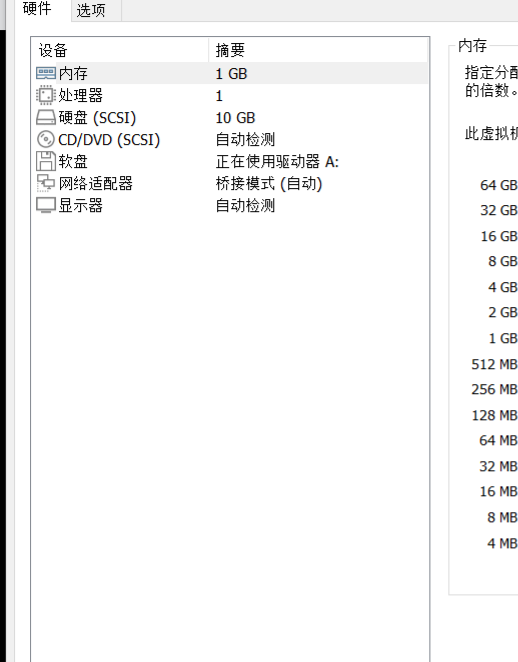 硬件 选项
设备 摘要
内存 1 GB
处理器 1
硬盘 (SCSI) 10 GB
CD/DVD (SCSI) 自动检测
软盘 正在使用驱动器 A:
网络适配器 桥接模式 (自动)
显示器 自动检测
内存
指定分配
的倍数。
此虚拟机
64 GB
32 GB
16 GB
8 GB
4 GB
2 GB
1 GB
512 MB
256 MB
128 MB
64 MB
32 MB
16 MB
8 MB
4 MB